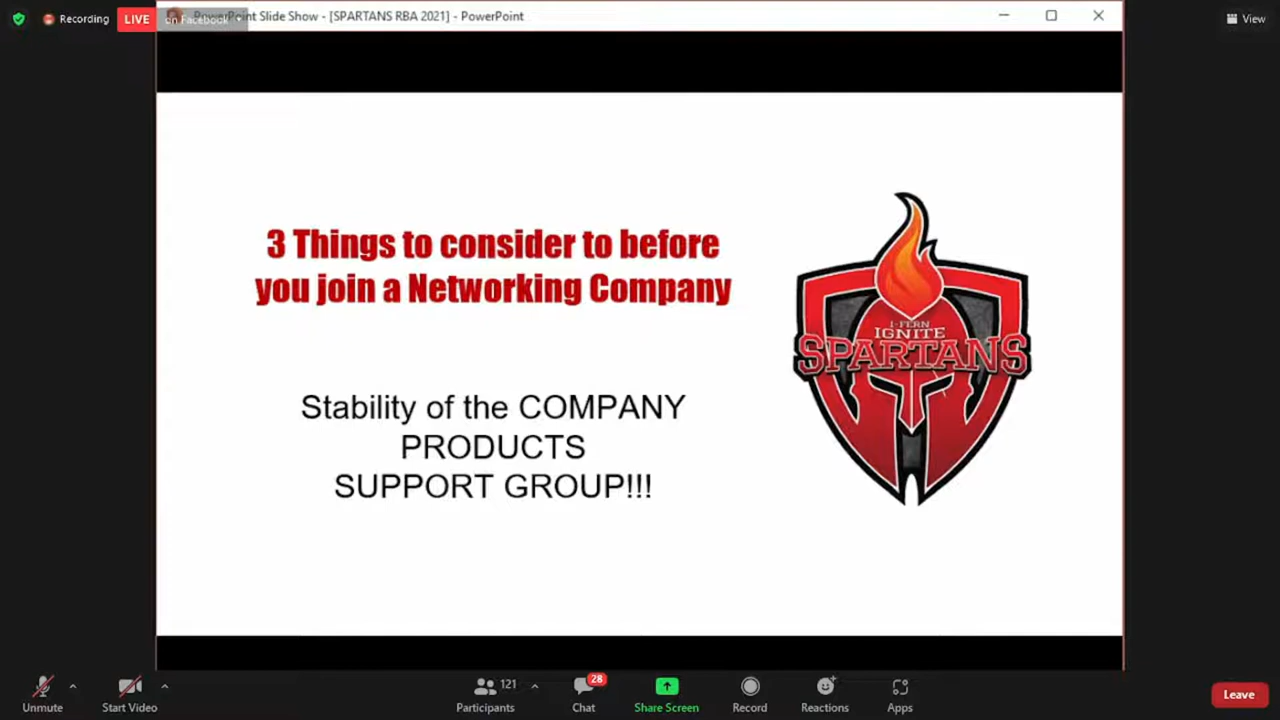 Recording
LIVE
on Facebook
PowerPoint Slide Show - [SPARTANS RBA 2021] - PowerPoint
View
3 Things to consider to before
you join a Networking Company
Stability of the COMPANY
PRODUCTS
SUPPORT GROUP!!!
I-FERN
IGNITE
SPARTANS
Unmute
Start Video
121
Participants
28
Chat
Share Screen
Record
Reactions
Apps
Leave